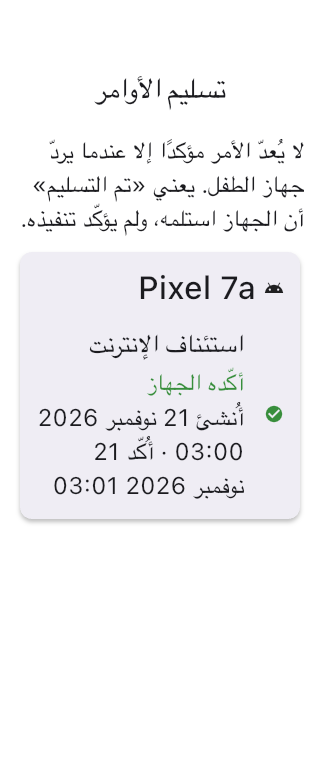 تسليم الأوامر
لا يُعدّ الأمر مؤكدًا إلا عندما يردّ
جهاز الطفل. يعني «تم التسليم»
أن الجهاز استلمه، ولم يؤكّد تنفيذه.
Pixel 7a
استئناف الإنترنت
أكّده الجهاز
أُنشئ 21 نوفمبر 2026
03:00 · أُكّد 21
نوفمبر 2026 03:01